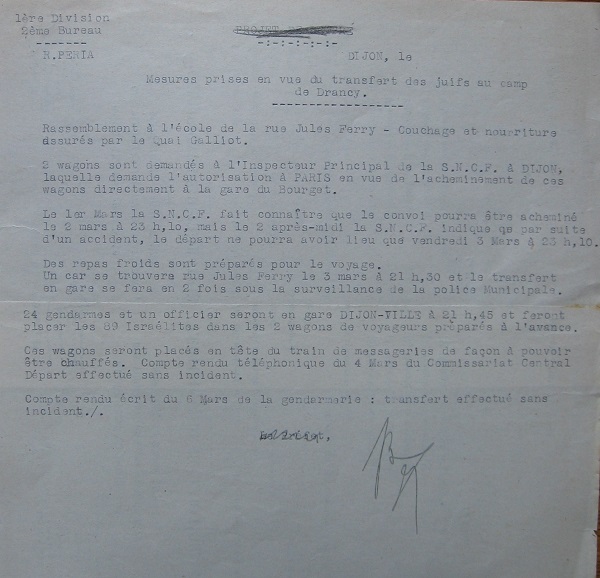 1ère Division
2ème Bureau
-------
R.PERIA
-:-:-:-:-:-
DIJON, le
Mesures prises en vue du transfert des juifs au camp
de Drancy.
------------------
Rassemblement à l'école de la rue Jules Ferry - Couchage et nourriture
assurés par le Quai Galliot.
2 wagons sont demandés à l'Inspecteur Principal de la S.N.C.F. à DIJON,
laquelle demande l'autorisation à PARIS en vue de l'acheminement de ces
wagons directement à la gare du Bourget.
Le 1er Mars la S.N.C.F. fait connaître que le convoi pourra être acheminé
le 2 mars à 23 h,10, mais le 2 après-midi la S.N.C.F. indique qe par suite
d'un accident, le départ ne pourra avoir lieu que vendredi 3 Mars à 23 h,10.
Des repas froids sont préparés pour le voyage.
Un car se trouvera rue Jules Ferry le 3 mars à 21 h,30 et le transfert
en gare se fera en 2 fois sous la surveillance de la police Municipale.
24 gendarmes et un officier seront en gare DIJON-VILLE à 21 h,45 et feront
placer les 89 Israélites dans les 2 wagons de voyageurs préparés à l'avance.
Ces wagons seront placés en tête du train de messageries de façon à pouvoir
être chauffés. Compte rendu téléphonique du 4 Mars du Commissariat Central
Départ effectué sans incident.
Compte rendu écrit du 6 Mars de la gendarmerie : transfert effectué sans
incident./.